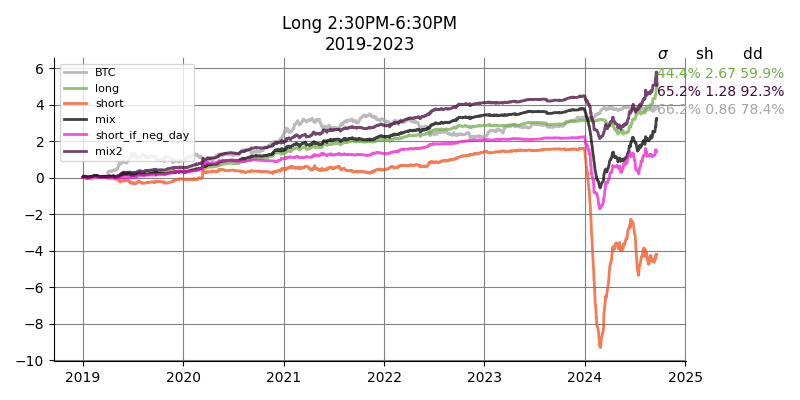 Long 2:30PM-6:30PM
2019-2023
σ sh dd
44.4% 2.67 59.9%
65.2% 1.28 92.3%
66.2% 0.86 78.4%
BTC
long
short
mix
short_if_neg_day
mix2
6
4
2
0
−2
−4
−6
−8
−10
2019 2020 2021 2022 2023 2024 2025